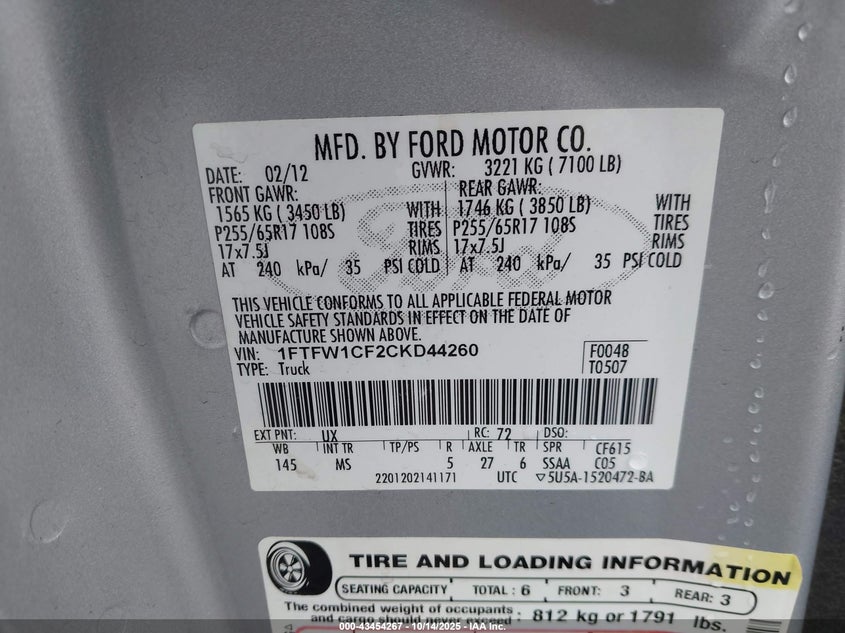 MFD. BY FORD MOTOR CO.
DATE: 02/12 GVWR: 3221 KG ( 7100 LB)
FRONT GAWR: REAR GAWR:
1565 KG ( 3450 LB) WITH 1746 KG ( 3850 LB) WITH
P255/65R17 108S TIRES P255/65R17 108S TIRES
17x7.5J RIMS 17x7.5J RIMS
AT 240 kPa/ 35 PSI COLD AT 240 kPa/ 35 PSI COLD
Ford
THIS VEHICLE CONFORMS TO ALL APPLICABLE FEDERAL MOTOR
VEHICLE SAFETY STANDARDS IN EFFECT ON THE DATE OF
MANUFACTURE SHOWN ABOVE.
VIN: 1FTFW1CF2CKD44260 F0048
TYPE: Truck T0507
EXT PNT: UX RC: 72 DSO:
WB INT TR TP/PS R AXLE TR SPR CF615
145 MS 5 27 6 SSAA C05
2201202141171 UTC ▽5U5A-1520472-BA
TIRE AND LOADING INFORMATION
SEATING CAPACITY TOTAL : 6 FRONT: 3 REAR: 3
The combined weight of occupants
and cargo should never exceed : 812 kg or 1791 lbs.
000-43454267 - 10/14/2025 - IAA Inc.